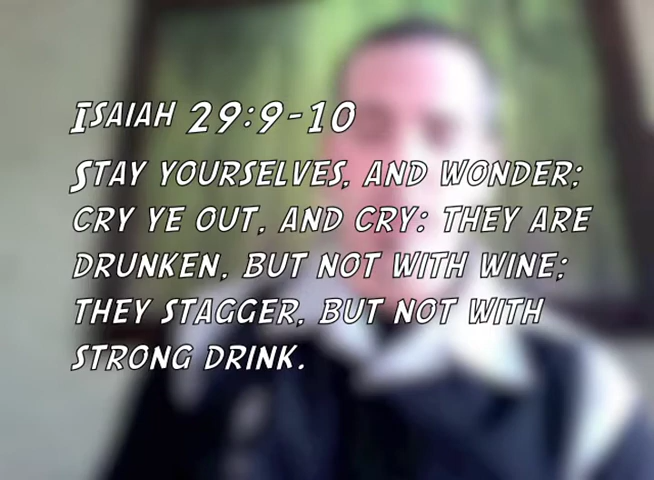 Isaiah 29:9-10
Stay yourselves, and wonder;
cry ye out, and cry: they are
drunken, but not with wine;
they stagger, but not with
strong drink.